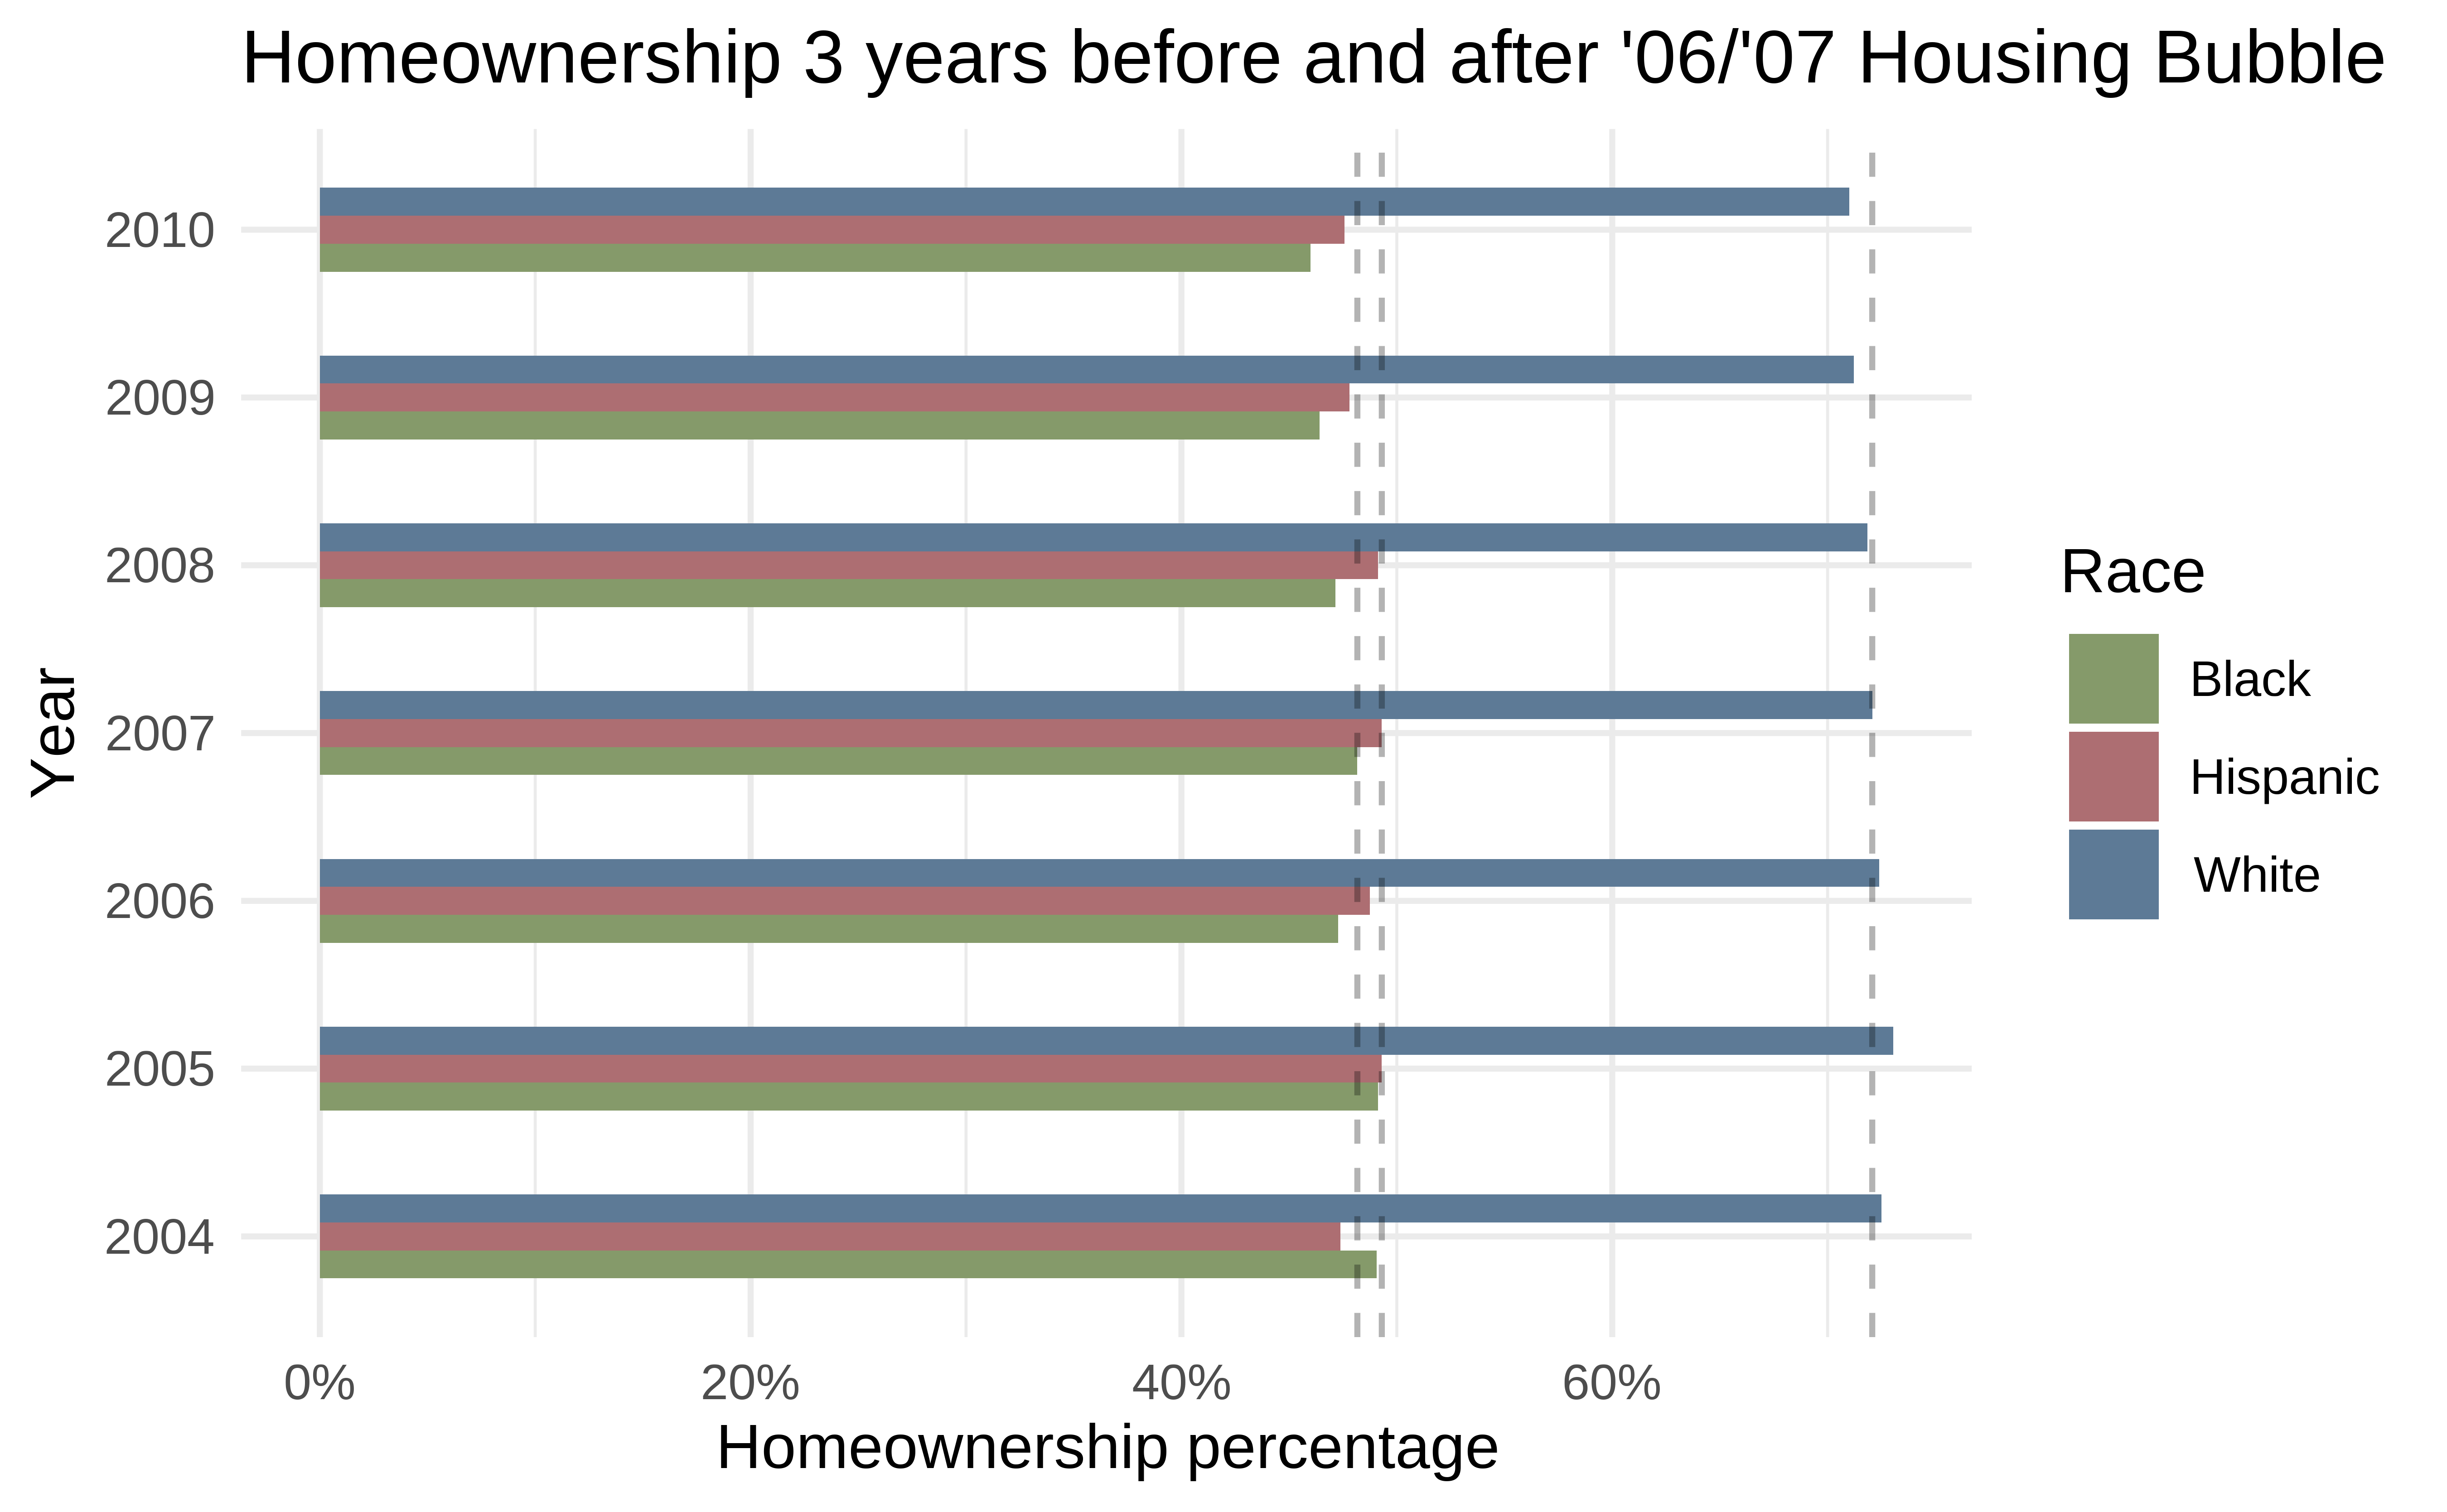 Homeownership 3 years before and after '06/'07 Housing Bubble
2010
2009
2008
2007
2006
2005
2004
Year
0% 20% 40% 60%
Homeownership percentage
Race
Black
Hispanic
White